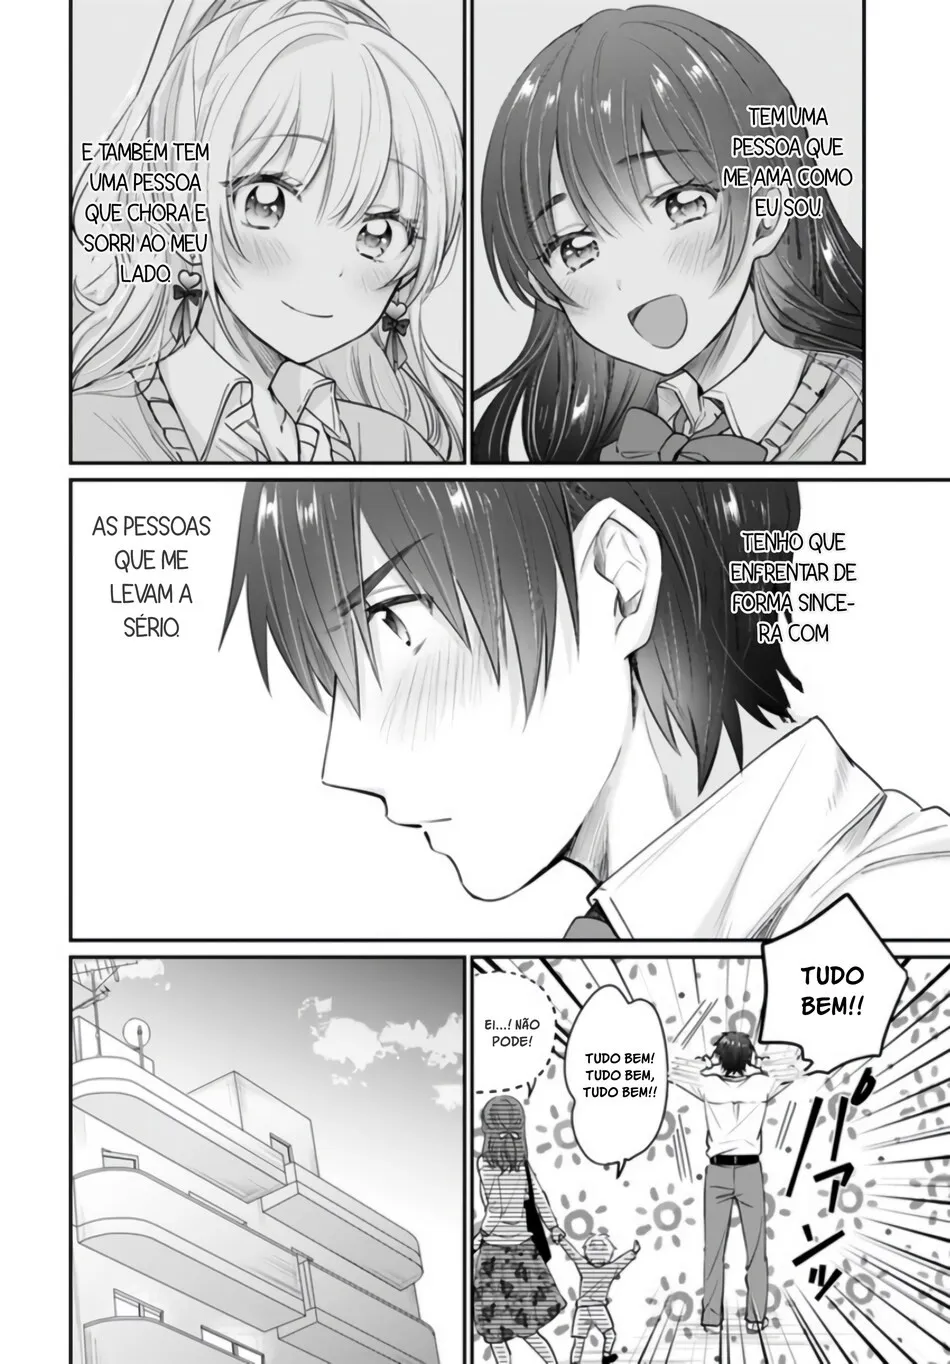 TEM UMA
PESSOA QUE
ME AMA COMO
EU SOU.
E TAMBÉM TEM
UMA PESSOA
QUE CHORA E
SORRI AO MEU
LADO.
TENHO QUE
ENFRENTAR DE
FORMA SINCE-
RA COM
AS PESSOAS
QUE ME
LEVAM A
SÉRIO.
TUDO
BEM!!
パァンッ
TUDO BEM!
TUDO BEM,
TUDO BEM!!
EI...! NÃO
PODE!